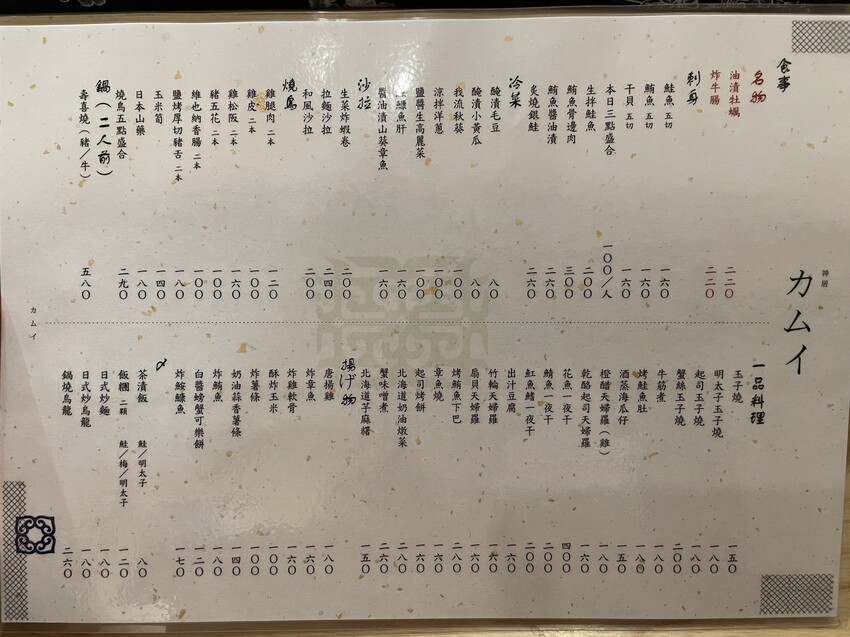 食事
神居
カムイ
名物
油漬牡蠣 二二〇
炸牛腸 二二〇
刺身
鮭魚 五切 一六〇
鮪魚 五切 一六〇
干貝 五切 一六〇
本日三點盛合 一〇〇/人
生拌鮭魚 二〇〇
鮪魚骨邊肉 三〇〇
鮪魚醬油漬 二六〇
炙燒銀鮭 二六〇
冷菜
醃漬毛豆 八〇
醃漬小黃瓜 八〇
我流秋葵 一〇〇
涼拌洋蔥 一〇〇
鹽醬生高麗菜 一〇〇
鱇魚肝 一六〇
醬油漬山葵章魚 一六〇
沙拉
生菜炸蝦卷 二〇〇
拉麵沙拉 二四〇
和風沙拉 二〇〇
燒鳥
雞腿肉 二本 一二〇
雞皮 二本 一〇〇
雞松阪 二本 一六〇
豬五花 二本 一〇〇
維也納香腸 二本 一〇〇
鹽烤厚切豬舌 二本 一八〇
玉米筍 一四〇
日本山藥 一八〇
燒鳥五點盛合 二九〇
鍋（二人前）
壽喜燒（豬/牛） 五八〇
一品料理
玉子燒 一五〇
明太子玉子燒 一八〇
起司玉子燒 一八〇
蟹絲玉子燒 二〇〇
牛筋煮 一八〇
烤鮭魚肚 一八〇
酒蒸海瓜仔 一五〇
橙醋天婦羅（雞） 一八〇
乾酪起司天婦羅 一六〇
花魚一夜干 四〇〇
鯖魚一夜干 二〇〇
紅魚鰭一夜干 二〇〇
出汁豆腐 一六〇
竹輪天婦羅 一六〇
扇貝天婦羅 一六〇
烤鮪魚下巴 二八〇
章魚燒 一六〇
起司烤餅 一六〇
北海道奶油燉菜 二八〇
蟹味噌煮 二六〇
北海道芋麻糬 一五〇
揚げ物
唐揚雞 一八〇
炸章魚 一六〇
炸雞軟骨 一六〇
酥炸玉米 一〇〇
炸薯條 一〇〇
奶油蒜香薯條 一四〇
炸鮪魚 一八〇
白醬螃蟹可樂餅 一二〇
炸鮟鱇魚 一七〇
〆
茶漬飯 鮭/明太子 八〇
飯糰 二顆 鮭/梅/明太子 一二〇
日式炒麵 一八〇
日式炒烏龍 一八〇
鍋燒烏龍 二六〇
カムイ